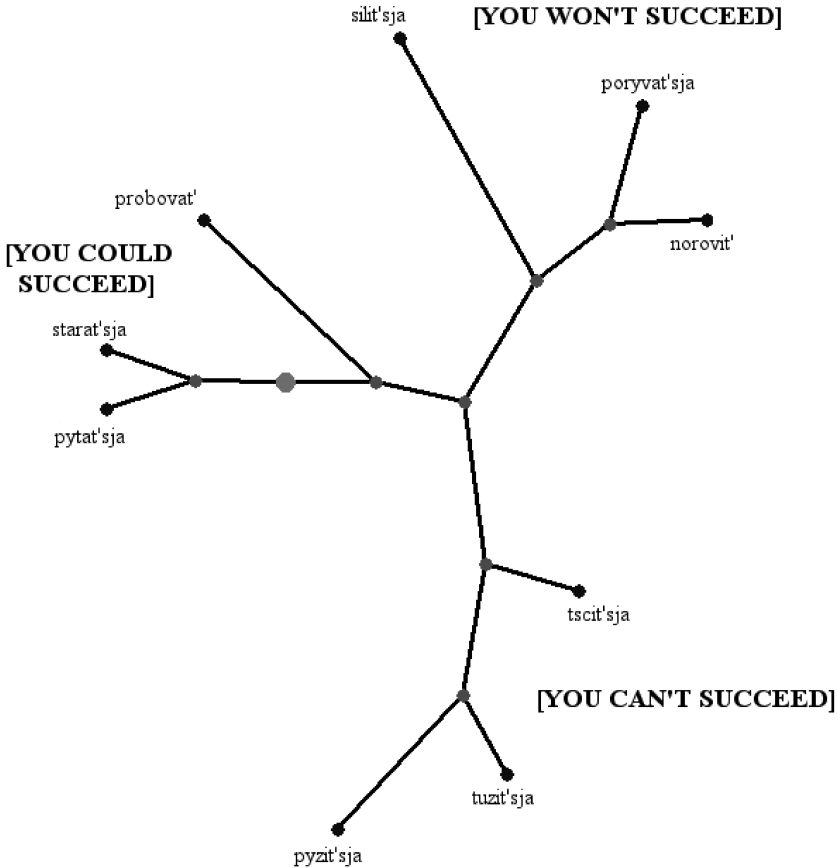 silit'sja
[YOU WON'T SUCCEED]
poryvat'sja
probovat'
norovit'
[YOU COULD
SUCCEED]
starat'sja
pytat'sja
tscit'sja
[YOU CAN'T SUCCEED]
tuzit'sja
pyzit'sja